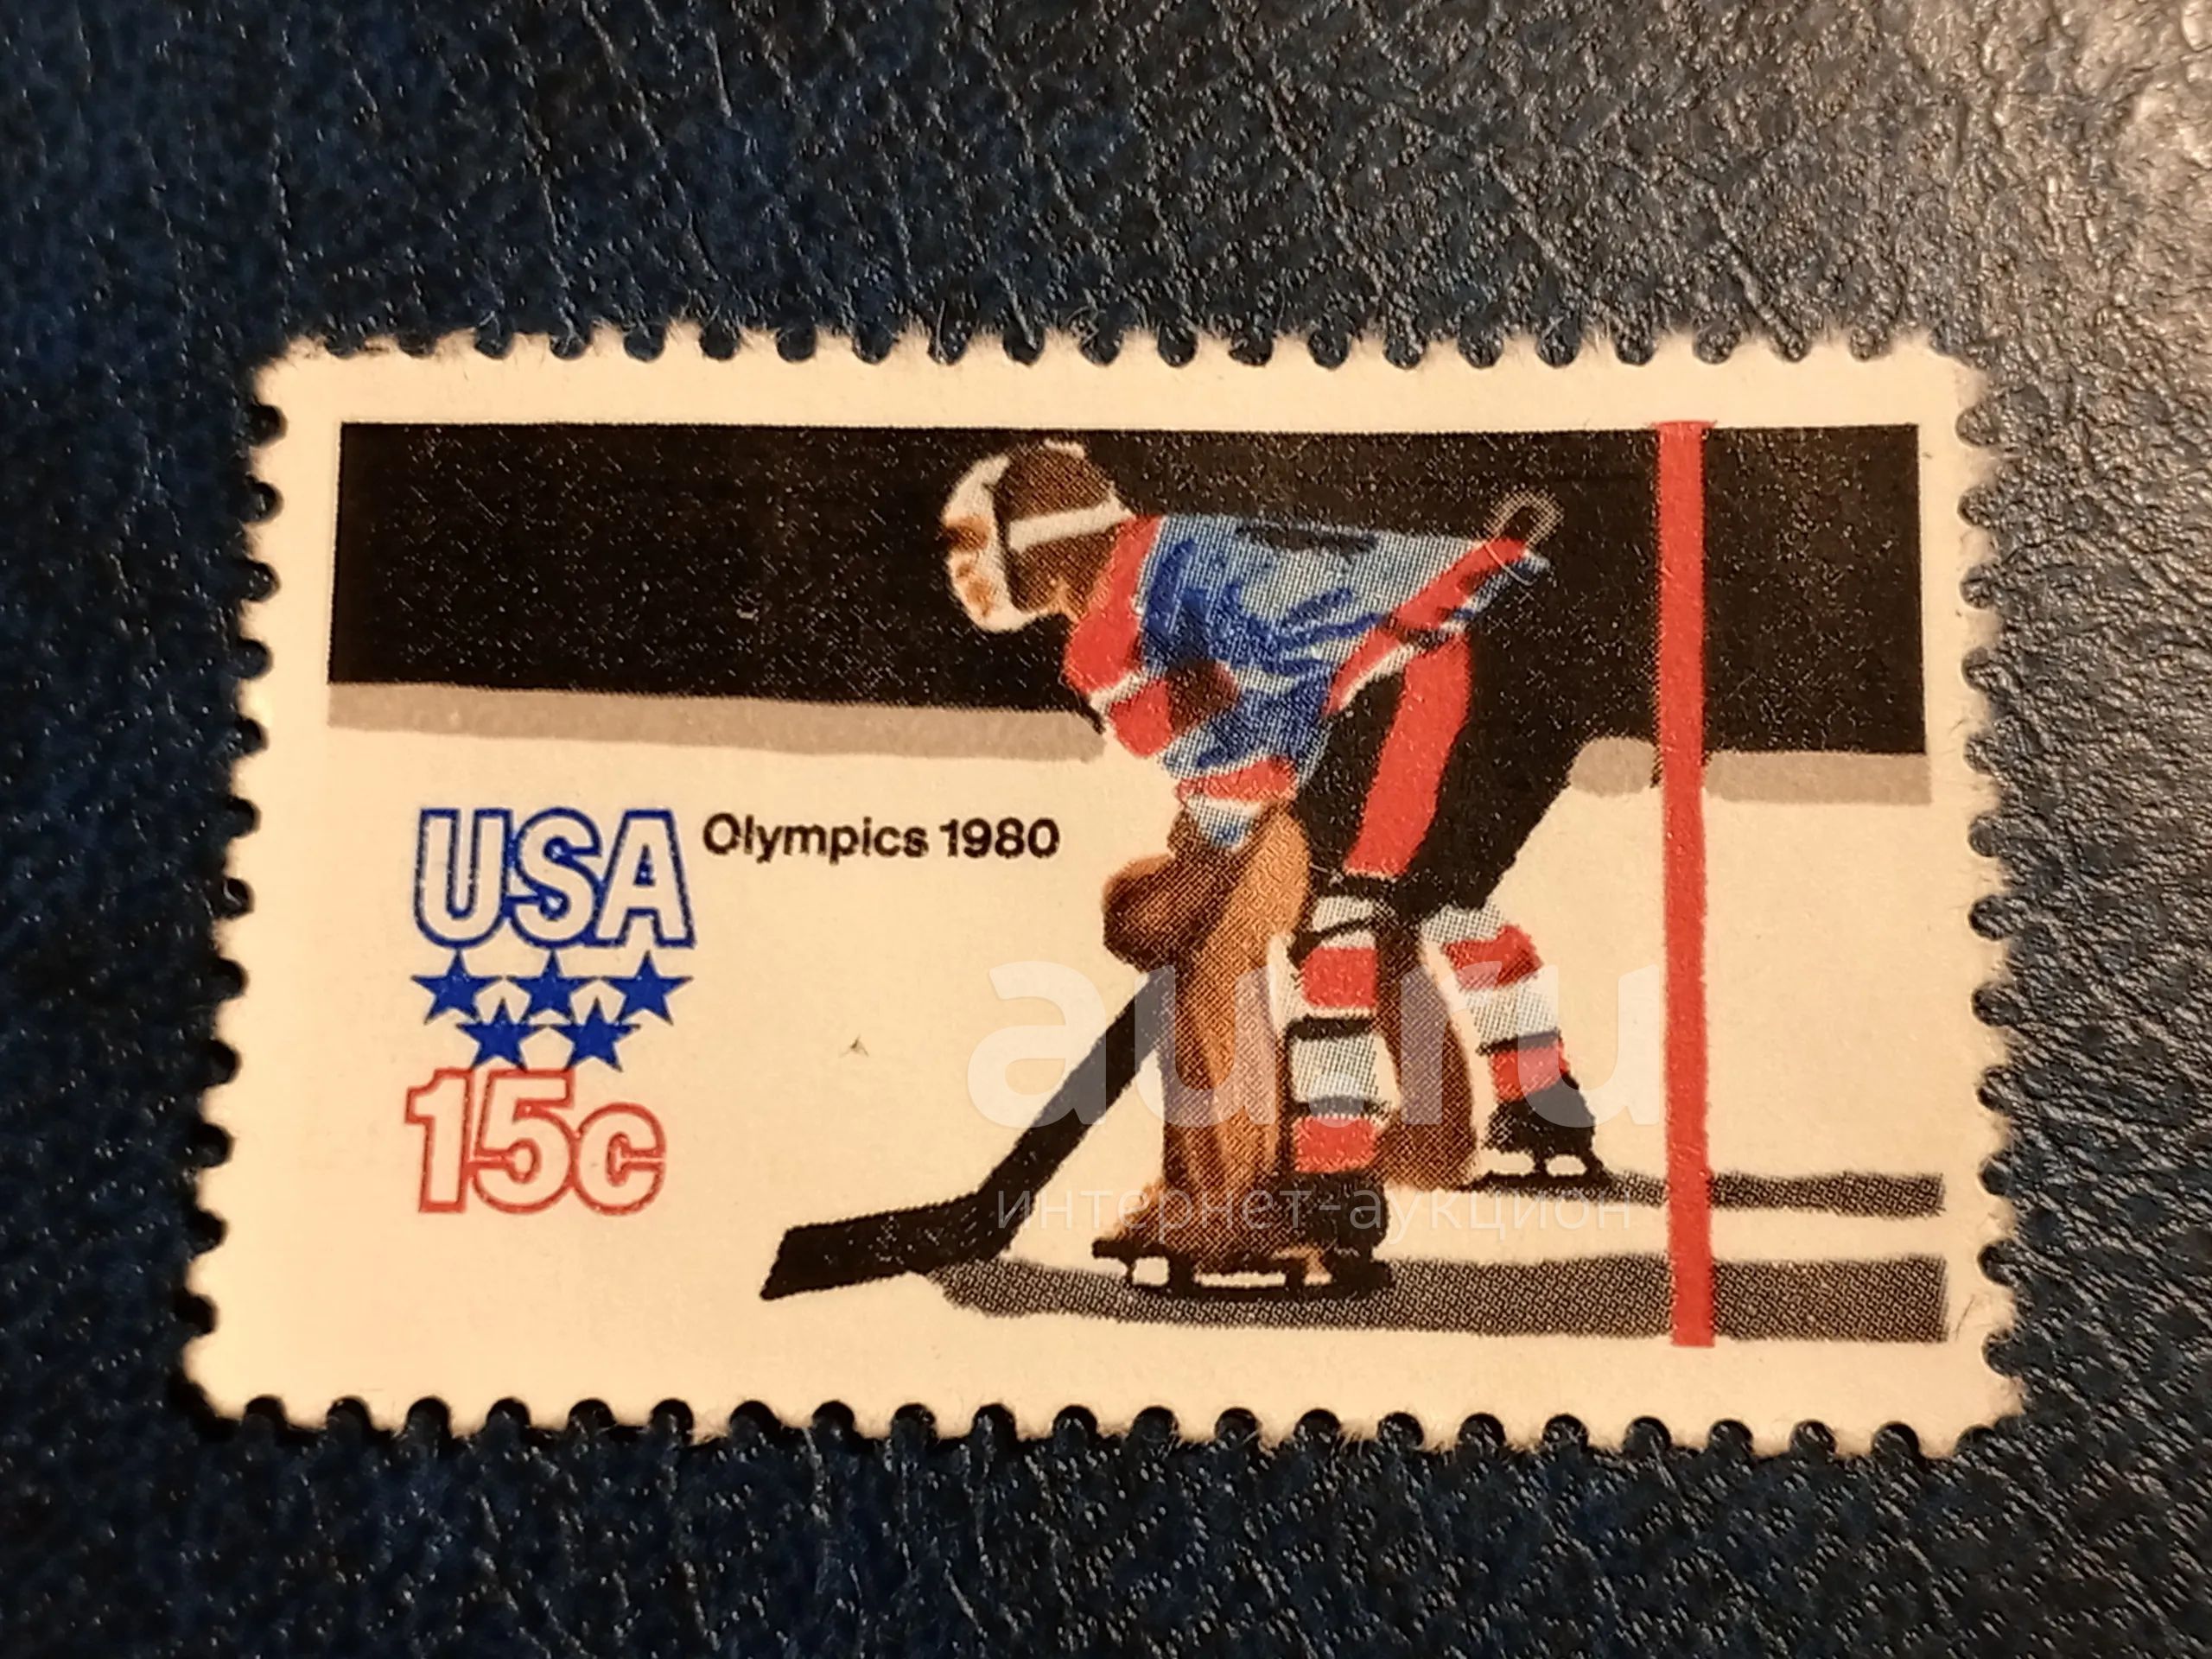 USA Olympics 1980
15c
au.ru
интернет-аукцион